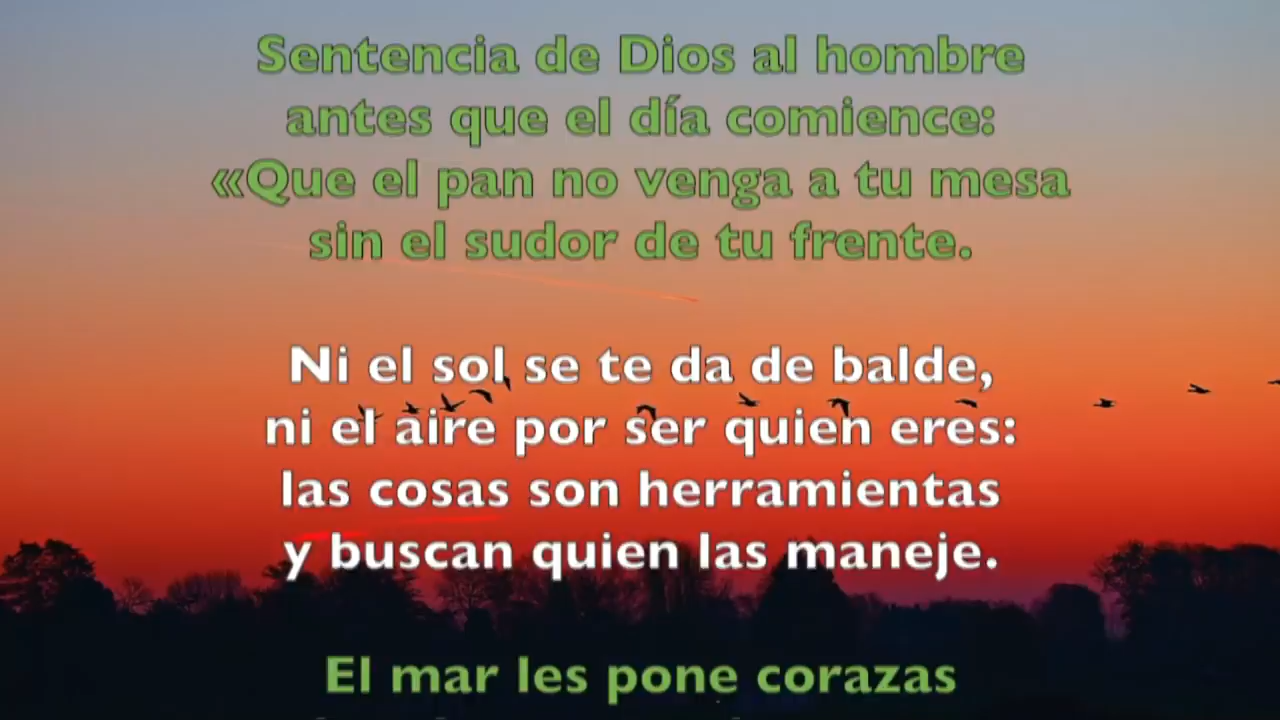 Sentencia de Dios al hombre
antes que el día comience:
«Que el pan no venga a tu mesa
sin el sudor de tu frente.
Ni el sol se te da de balde,
ni el aire por ser quien eres:
las cosas son herramientas
y buscan quien las maneje.
El mar les pone corazas